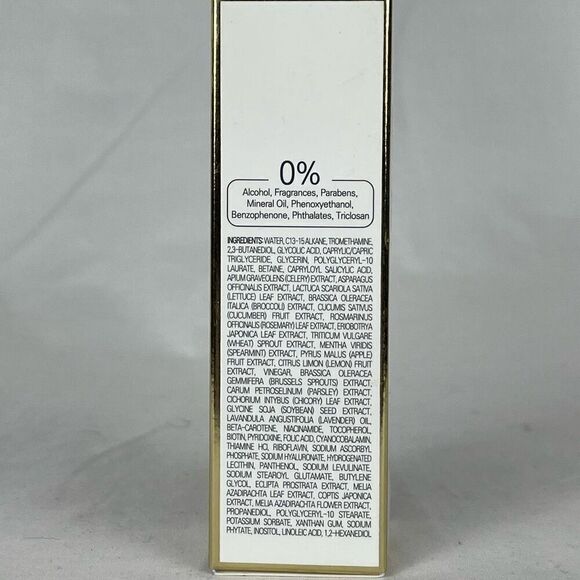 0%
Alcohol, Fragrances, Parabens,
Mineral Oil, Phenoxyethanol,
Benzophenone, Phthalates, Triclosan
INGREDIENTS: WATER, C13-15 ALKANE, TROMETHAMINE,
2,3-BUTANEDIOL, GLYCOLIC ACID, CAPRYLIC/CAPRIC
TRIGLYCERIDE, GLYCERIN, POLYGLYCERYL-10
LAURATE, BETAINE, CAPRYLOYL SALICYLIC ACID,
APIUM GRAVEOLENS (CELERY) EXTRACT, ASPARAGUS
OFFICINALIS EXTRACT, LACTUCA SCARIOLA SATIVA
(LETTUCE) LEAF EXTRACT, BRASSICA OLERACEA
ITALICA (BROCCOLI) EXTRACT, CUCUMIS SATIVUS
(CUCUMBER) FRUIT EXTRACT, ROSMARINUS
OFFICINALIS (ROSEMARY) LEAF EXTRACT, ERIOBOTRYA
JAPONICA LEAF EXTRACT, TRITICUM VULGARE
(WHEAT) SPROUT EXTRACT, MENTHA VIRIDIS
(SPEARMINT) EXTRACT, PYRUS MALUS (APPLE)
FRUIT EXTRACT, CITRUS LIMON (LEMON) FRUIT
EXTRACT, VINEGAR, BRASSICA OLERACEA
GEMMIFERA (BRUSSELS SPROUTS) EXTRACT,
CARUM PETROSELINUM (PARSLEY) EXTRACT,
CICHORIUM INTYBUS (CHICORY) LEAF EXTRACT,
GLYCINE SOJA (SOYBEAN) SEED EXTRACT,
LAVANDULA ANGUSTIFOLIA (LAVENDER) OIL,
BETA-CAROTENE, NIACINAMIDE, TOCOPHEROL,
BIOTIN, PYRIDOXINE, FOLIC ACID, CYANOCOBALAMIN,
THIAMINE HCl, RIBOFLAVIN, SODIUM ASCORBYL
PHOSPHATE, SODIUM HYALURONATE, HYDROGENATED
LECITHIN, PANTHENOL, SODIUM LEVULINATE,
SODIUM STEAROYL GLUTAMATE, BUTYLENE
GLYCOL, ECLIPTA PROSTRATA EXTRACT, MELIA
AZADIRACHTA LEAF EXTRACT, COPTIS JAPONICA
EXTRACT, MELIA AZADIRACHTA FLOWER EXTRACT,
PROPANEDIOL, POLYGLYCERYL-10 STEARATE,
POTASSIUM SORBATE, XANTHAN GUM, SODIUM
PHYTATE, INOSITOL, LINOLEIC ACID, 1,2-HEXANEDIOL